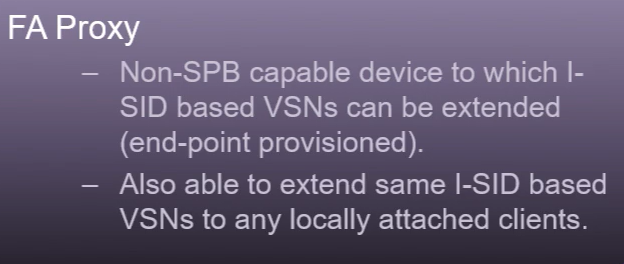 FA Proxy
– Non-SPB capable device to which I-
SID based VSNs can be extended
(end-point provisioned).
– Also able to extend same I-SID based
VSNs to any locally attached clients.